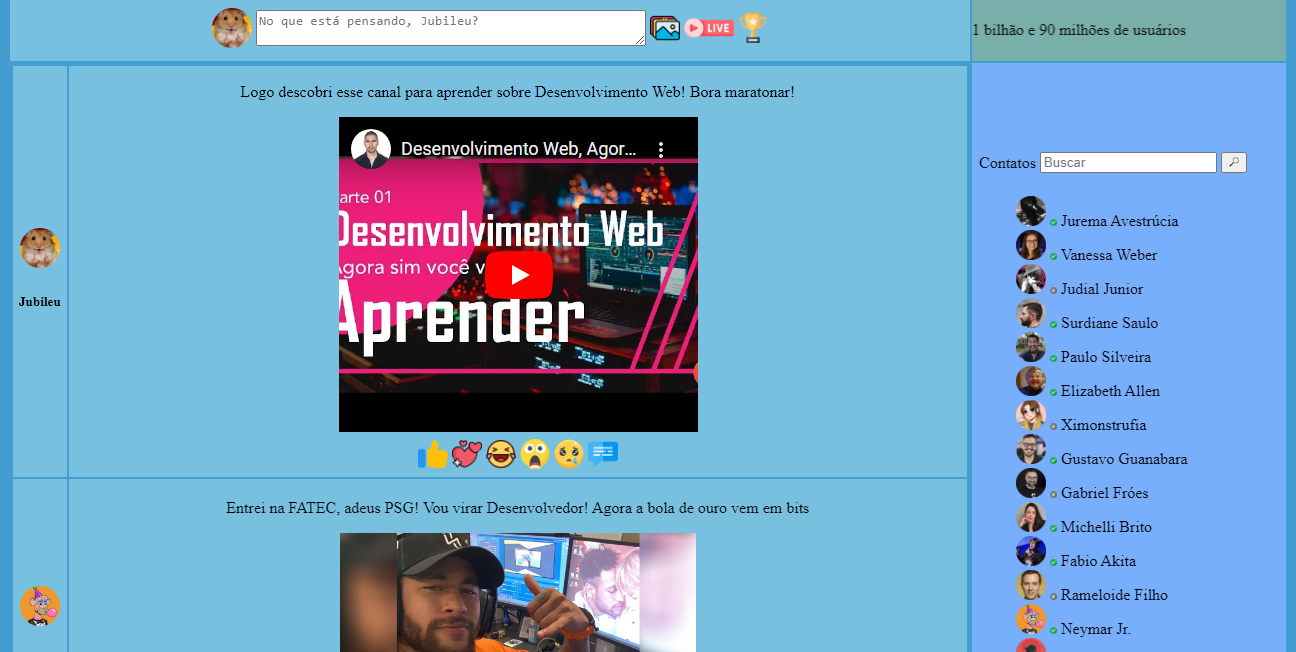 No que está pensando, Jubileu?
LIVE
1 bilhão e 90 milhões de usuários
Logo descobri esse canal para aprender sobre Desenvolvimento Web! Bora maratonar!
Desenvolvimento Web, Agor...
arte 01
Desenvolvimento Web
Agora sim você v
Aprender
Jubileu
Entrei na FATEC, adeus PSG! Vou virar Desenvolvedor! Agora a bola de ouro vem em bits
Contatos Buscar
Jurema Avestrúcia
Vanessa Weber
Judial Junior
Surdiane Saulo
Paulo Silveira
Elizabeth Allen
Ximonstrufia
Gustavo Guanabara
Gabriel Fróes
Michelli Brito
Fabio Akita
Rameloide Filho
Neymar Jr.